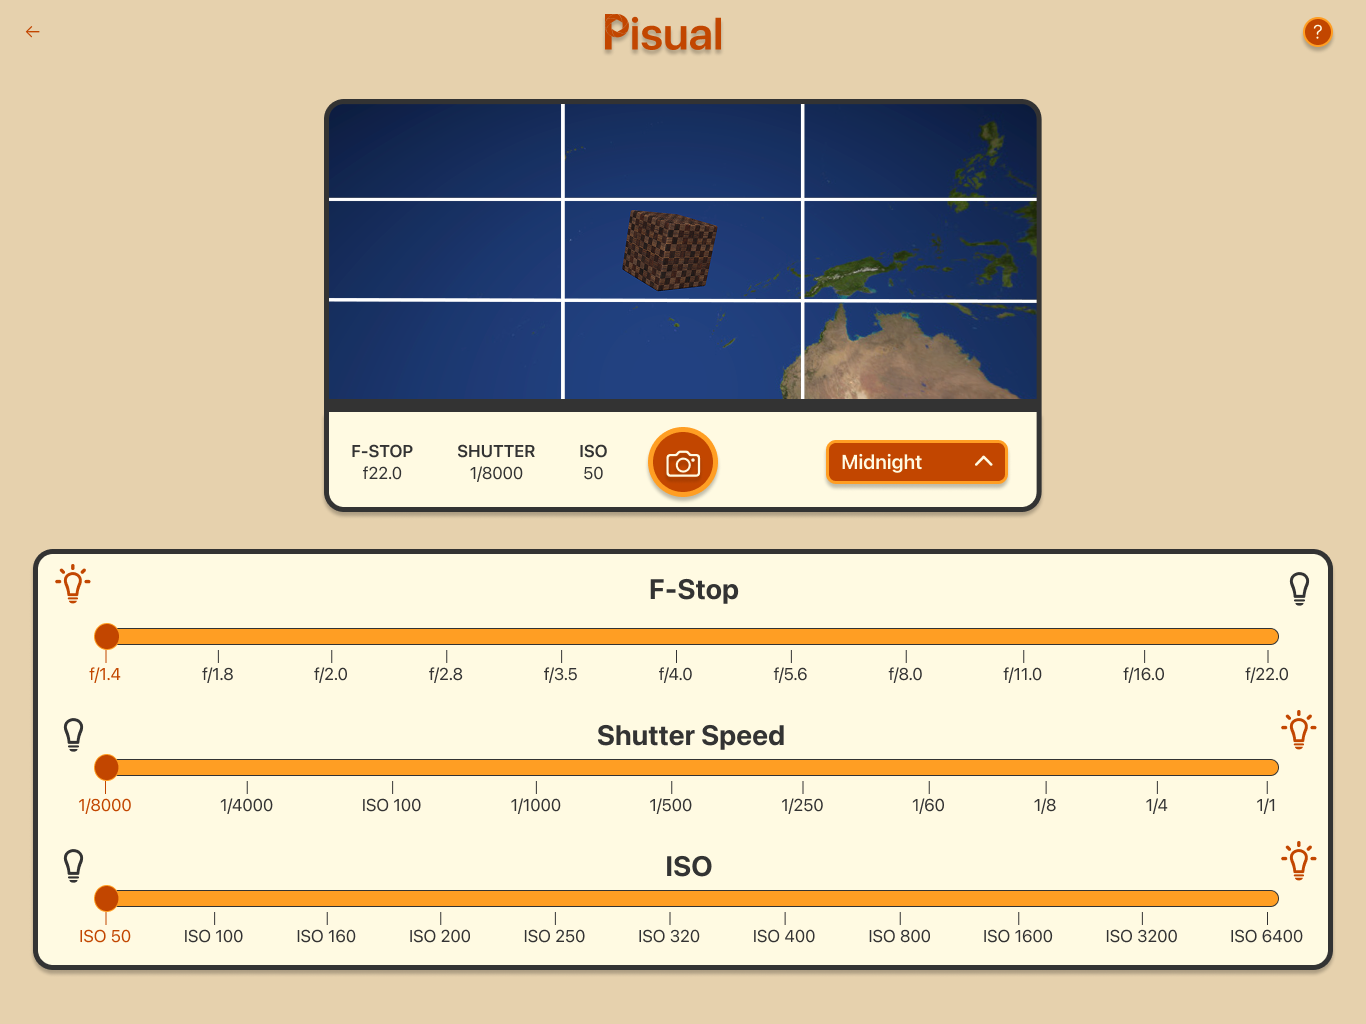 ←
Pisual
?
F-STOP SHUTTER ISO
f22.0 1/8000 50
Midnight
F-Stop
f/1.4 f/1.8 f/2.0 f/2.8 f/3.5 f/4.0 f/5.6 f/8.0 f/11.0 f/16.0 f/22.0
Shutter Speed
1/8000 1/4000 ISO 100 1/1000 1/500 1/250 1/60 1/8 1/4 1/1
ISO
ISO 50 ISO 100 ISO 160 ISO 200 ISO 250 ISO 320 ISO 400 ISO 800 ISO 1600 ISO 3200 ISO 6400